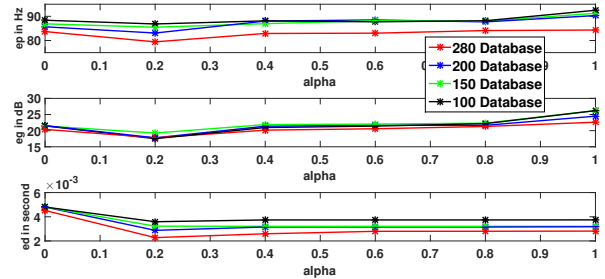 90
80
ep in Hz
0 0.1 0.2 0.3 0.4 0.5 0.6 0.7 0.8 0.9 1
alpha
280 Database
200 Database
150 Database
100 Database
30
25
20
15
eg in dB
0 0.1 0.2 0.3 0.4 0.5 0.6 0.7 0.8 0.9 1
alpha
×10⁻³
6
4
2
ed in second
0 0.1 0.2 0.3 0.4 0.5 0.6 0.7 0.8 0.9 1
alpha